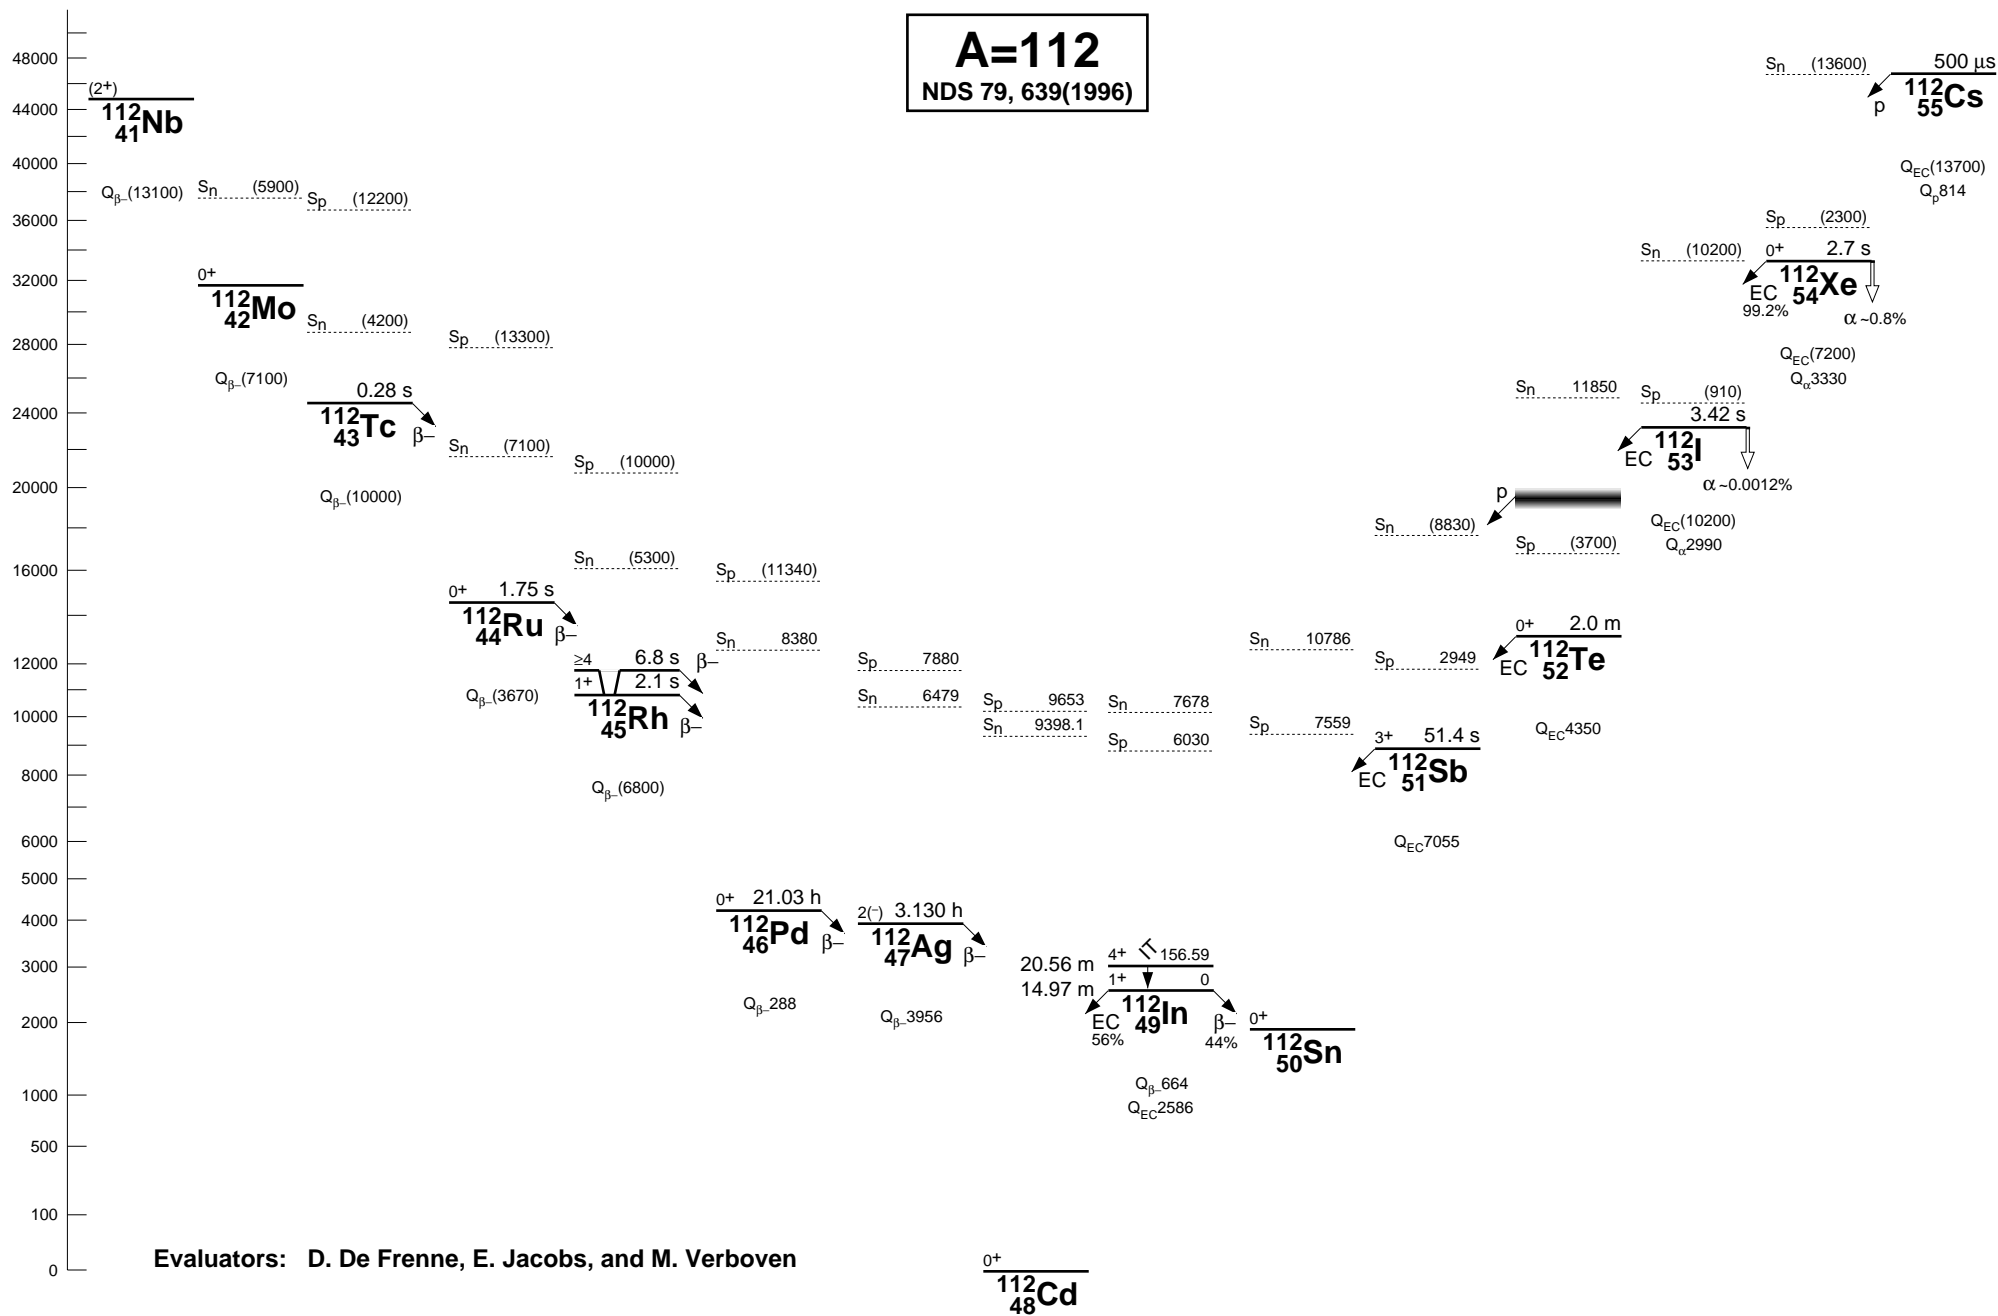 A=112
NDS 79, 639(1996)
48000
44000
40000
36000
32000
28000
24000
20000
16000
12000
10000
8000
6000
5000
4000
3000
2000
1000
500
100
0
(2+)
112
41Nb
Qβ−(13100)
Sn (5900)
0+
112
42Mo
Qβ−(7100)
Sp (12200)
Sn (4200)
0.28 s
112
43Tc β−
Qβ−(10000)
Sp (13300)
Sn (7100)
0+ 1.75 s
112
44Ru β−
Qβ−(3670)
Sp (10000)
Sn (5300)
≥4 6.8 s β−
1+ 2.1 s
112
45Rh β−
Qβ−(6800)
Sp (11340)
Sn 8380
0+ 21.03 h
112
46Pd β−
Qβ−288
Sp 7880
Sn 6479
2(−) 3.130 h
112
47Ag β−
Qβ−3956
Sp 9653
Sn 9398.1
0+
112
48Cd
Sn 7678
Sp 6030
20.56 m 4+ IT 156.59
14.97 m 1+ 0
112
49In
EC
56%
β−
44%
Qβ−664
QEC2586
Sn 10786
Sp 7559
0+
112
50Sn
Sn (8830)
Sp 2949
3+ 51.4 s
112
51Sb
EC
QEC7055
Sn 11850
p
Sp (3700)
0+ 2.0 m
112
52Te
EC
QEC4350
Sn (10200)
Sp (910)
3.42 s
112
53I
EC
α ~0.0012%
QEC(10200)
Qα2990
Sn (13600)
Sp (2300)
0+ 2.7 s
112
54Xe
EC
99.2%
α ~0.8%
QEC(7200)
Qα3330
500 µs
112
55Cs
p
QEC(13700)
Qp814
Evaluators: D. De Frenne, E. Jacobs, and M. Verboven